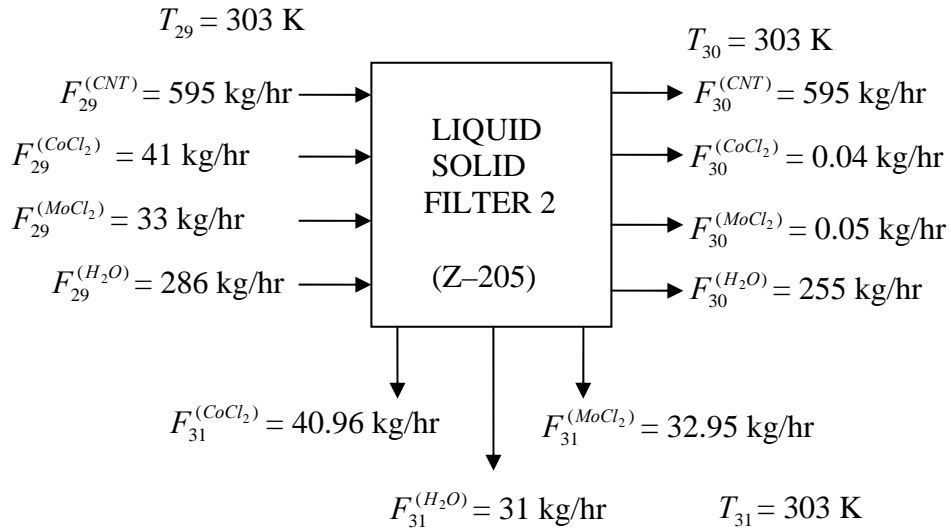 T₂₉ = 303 K
T₃₀ = 303 K
F₂₉^(CNT) = 595 kg/hr
F₃₀^(CNT) = 595 kg/hr
LIQUID
SOLID
FILTER 2
(Z–205)
F₂₉^(CoCl₂) = 41 kg/hr
F₃₀^(CoCl₂) = 0.04 kg/hr
F₂₉^(MoCl₂) = 33 kg/hr
F₃₀^(MoCl₂) = 0.05 kg/hr
F₂₉^(H₂O) = 286 kg/hr
F₃₀^(H₂O) = 255 kg/hr
F₃₁^(CoCl₂) = 40.96 kg/hr
F₃₁^(MoCl₂) = 32.95 kg/hr
F₃₁^(H₂O) = 31 kg/hr
T₃₁ = 303 K